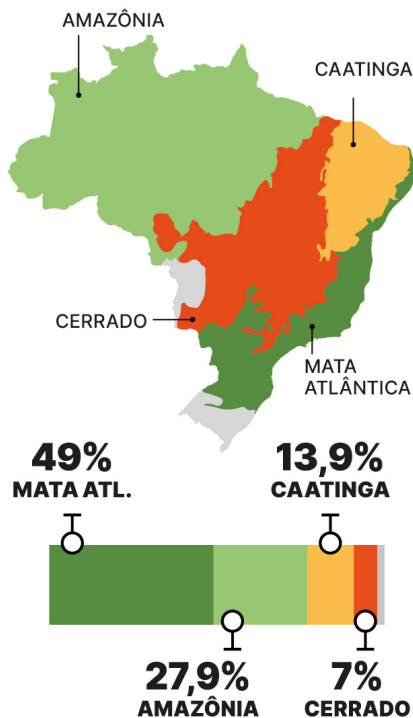 AMAZÔNIA
CAATINGA
CERRADO
MATA
ATLÂNTICA
49%
MATA ATL.
13,9%
CAATINGA
27,9%
AMAZÔNIA
7%
CERRADO